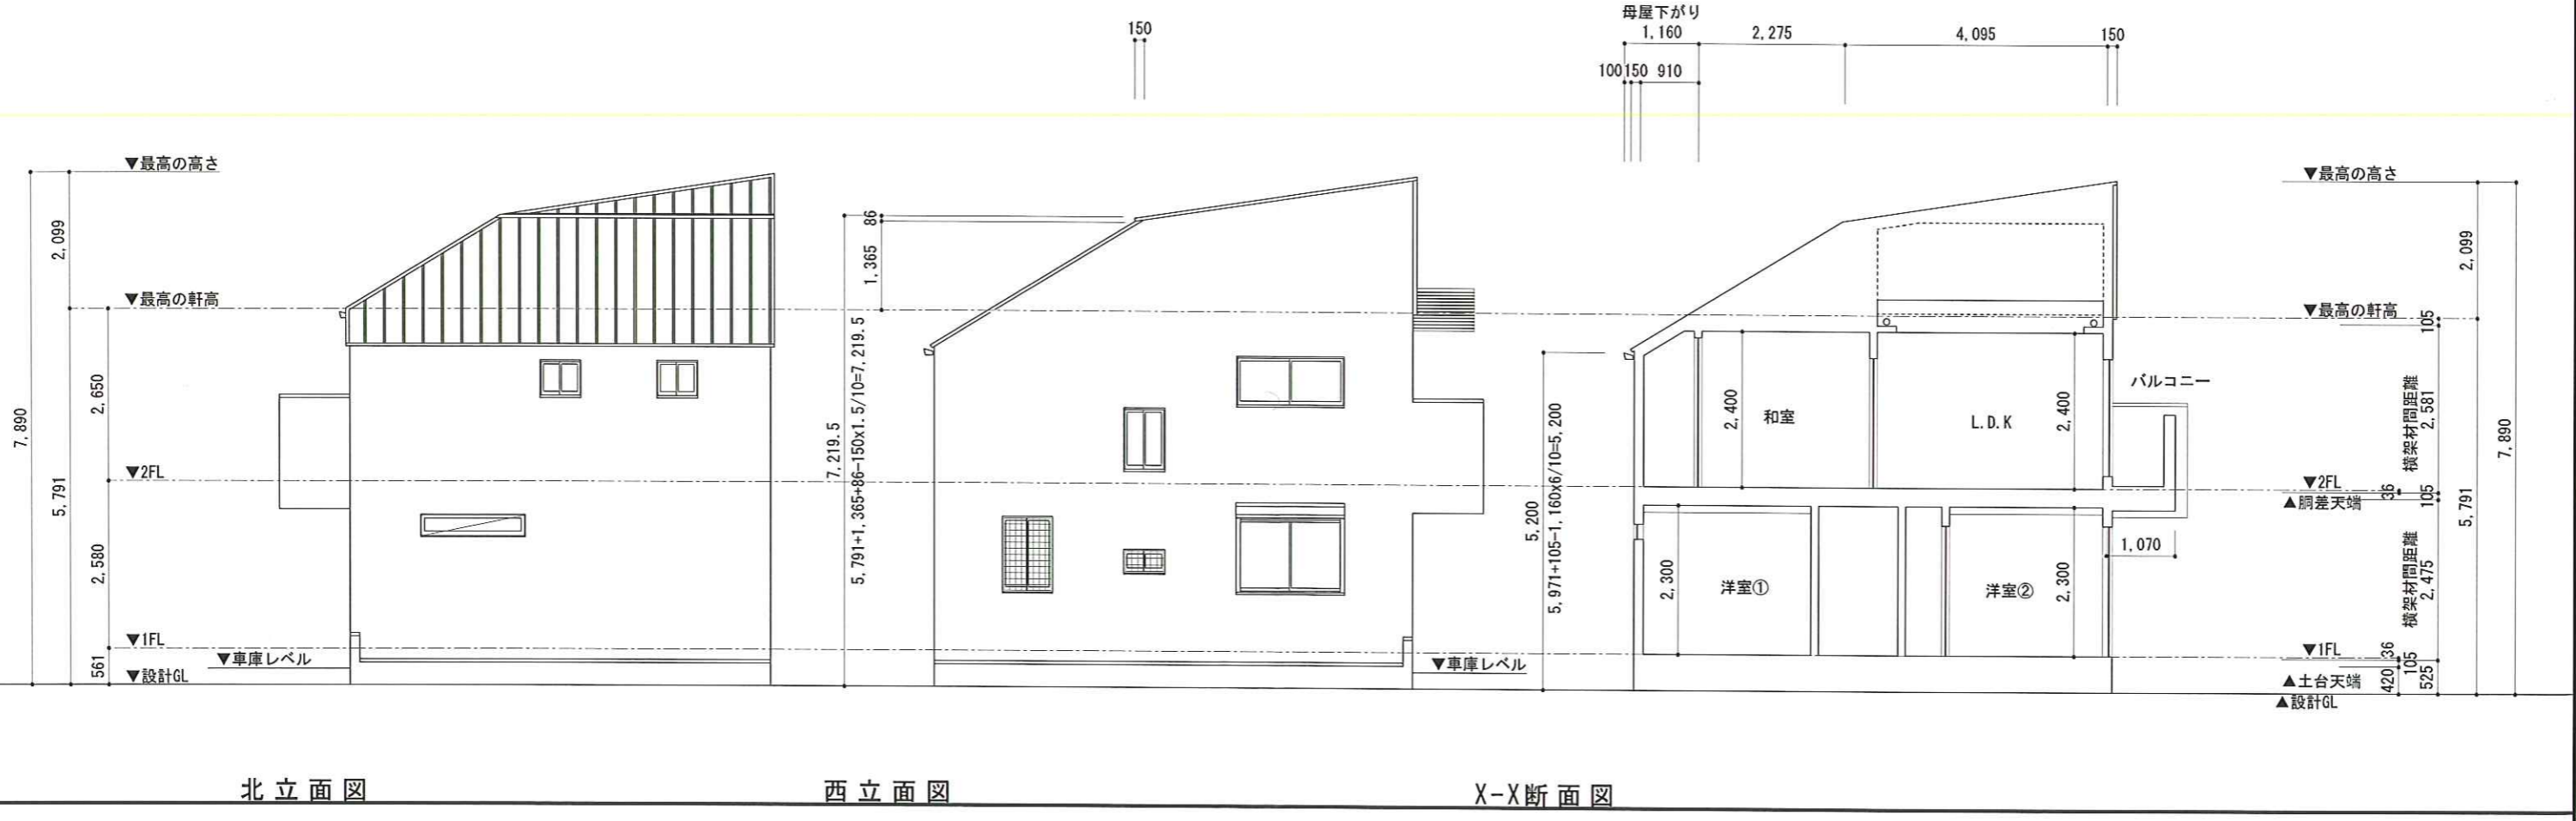 150
母屋下がり
1,160 2,275 4,095 150
100 150 910
▼最高の高さ
▼最高の軒高
▼2FL
▼1FL
▼車庫レベル
▼設計GL
7,890
2,099
5,791
2,650
2,580
561
北立面図
86
1,365
7,219.5
5,791+1,365+86-150x1.5/10=7,219.5
▼車庫レベル
西立面図
5,200
5,971+105-1,160x6/10=5,200
2,400
和室
L.D.K
2,400
バルコニー
2,300
洋室①
洋室②
2,300
1,070
X-X断面図
▼最高の高さ
▼最高の軒高
▼2FL
▲胴差天端
▼1FL
▲土台天端
▲設計GL
105
横架材間距離
2,581
36
105
横架材間距離
2,475
36
105
420
525
2,099
5,791
7,890